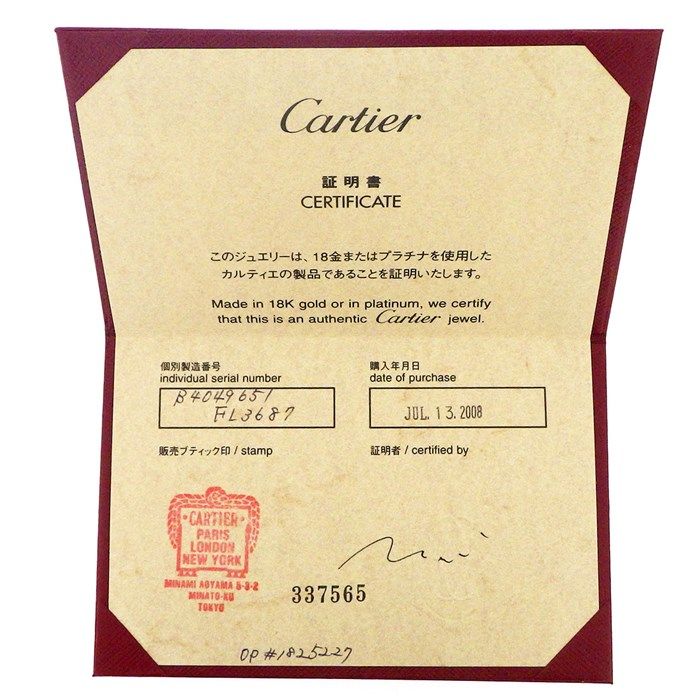 Cartier
証明書
CERTIFICATE
このジュエリーは、18金またはプラチナを使用した
カルティエの製品であることを証明いたします。
Made in 18K gold or in platinum, we certify
that this is an authentic Cartier jewel.
個別製造番号
individual serial number
B4049651
FL3687
購入年月日
date of purchase
JUL. 13. 2008
販売ブティック印 / stamp
証明者 / certified by
CARTIER
PARIS
LONDON
NEW YORK
MINAMI AOYAMA 5-3-2
MINATO-KU
TOKYO
337565
OP #1825227